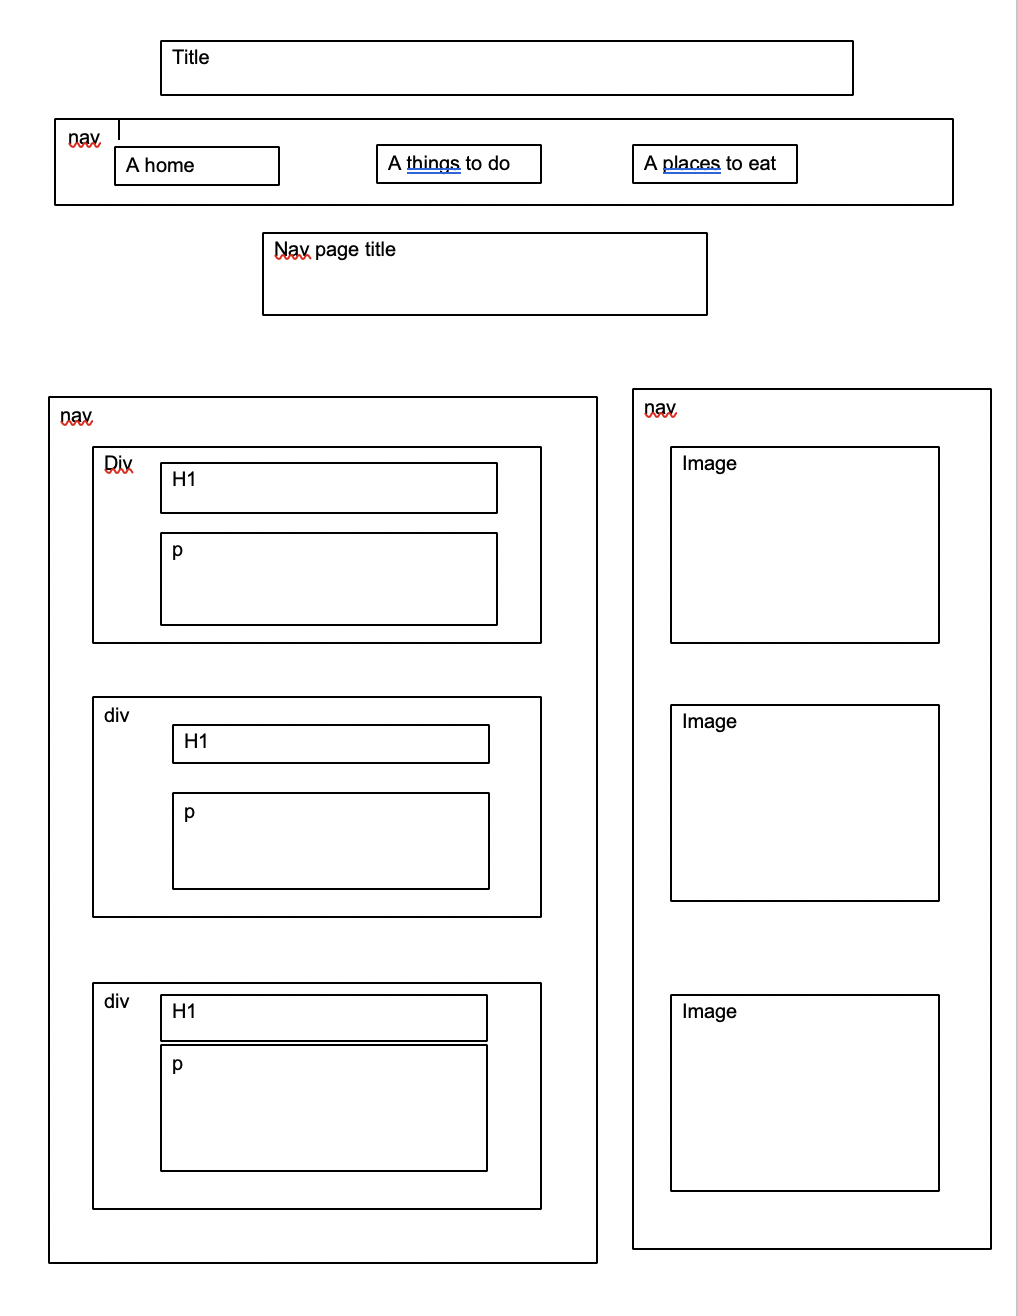 Title
nav
A home
A things to do
A places to eat
Nav page title
nav
Div
H1
p
div
H1
p
div
H1
p
nav
Image
Image
Image